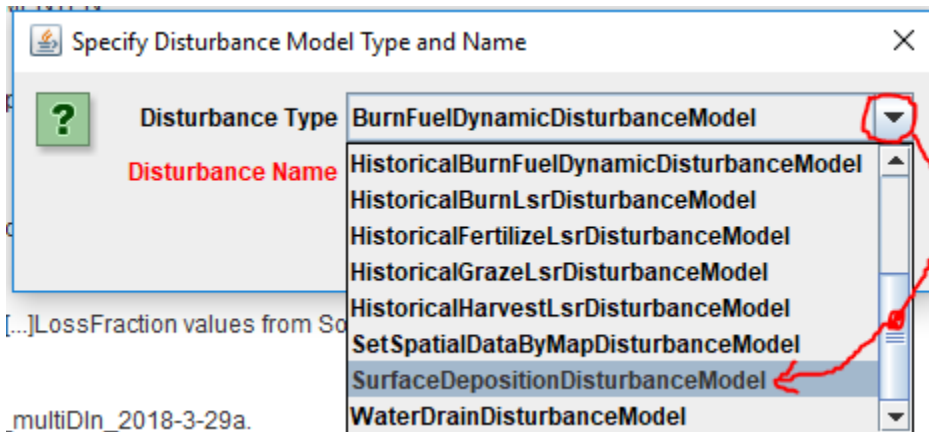 Specify Disturbance Model Type and Name
?
Disturbance Type BurnFuelDynamicDisturbanceModel
Disturbance Name
HistoricalBurnFuelDynamicDisturbanceModel
HistoricalBurnLsrDisturbanceModel
HistoricalFertilizeLsrDisturbanceModel
HistoricalGrazeLsrDisturbanceModel
HistoricalHarvestLsrDisturbanceModel
[...]LossFraction values from
SetSpatialDataByMapDisturbanceModel
SurfaceDepositionDisturbanceModel
_multiDIn_2018-3-29a.
WaterDrainDisturbanceModel